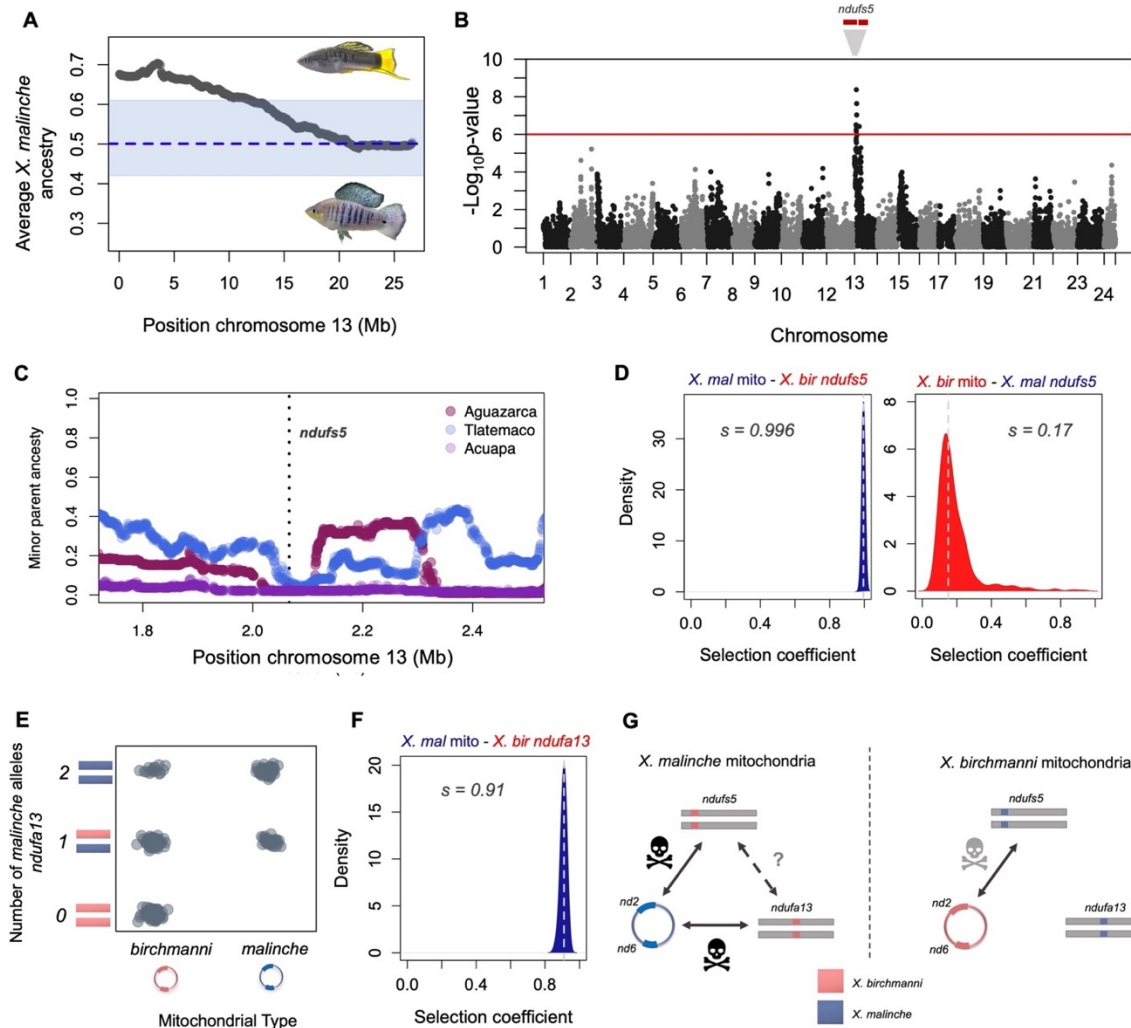 A
Average X. malinche
ancestry
0.7
0.6
0.5
0.4
0.3
0 5 10 15 20 25
Position chromosome 13 (Mb)
B
ndufs5
-Log10p-value
10
8
6
4
2
0
1 3 5 7 9 11 13 15 17 19 21 23
2 4 6 8 10 12 14 16 18 20 22 24
Chromosome
C
Minor parent ancesty
1.0
0.8
0.6
0.4
0.2
0.0
ndufs5
Aguazarca
Tlatemaco
Acuapa
1.8 2.0 2.2 2.4
Position chromosome 13 (Mb)
D
X. mal mito - X. bir ndufs5
s = 0.996
Density
30
20
10
0
0.0 0.4 0.8
Selection coefficient
X. bir mito - X. mal ndufs5
s = 0.17
8
6
4
2
0
0.0 0.4 0.8
Selection coefficient
E
Number of malinche alleles
ndufa13
2
1
0
birchmanni malinche
Mitochondrial Type
F
X. mal mito - X. bir ndufa13
s = 0.91
Density
20
15
10
5
0
0.0 0.4 0.8
Selection coefficient
G
X. malinche mitochondria
ndufs5
?
nd2
nd6
ndufa13
X. birchmanni mitochondria
ndufs5
nd2
nd6
ndufa13
X. birchmanni
X. malinche